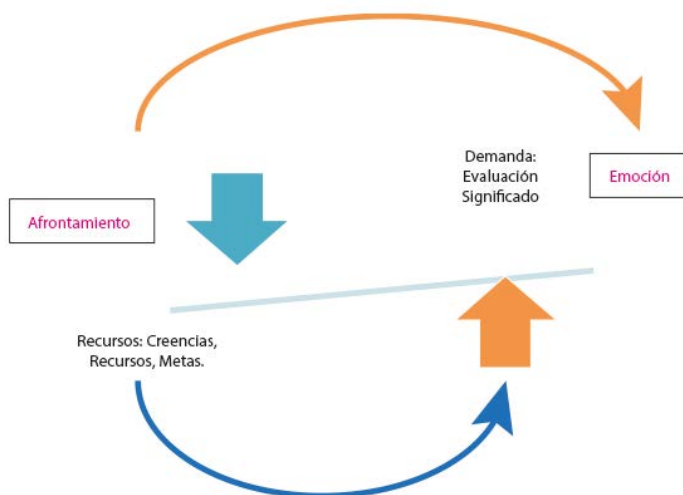 Demanda:
Evaluación
Significado
Emoción
Afrontamiento
Recursos: Creencias,
Recursos, Metas.